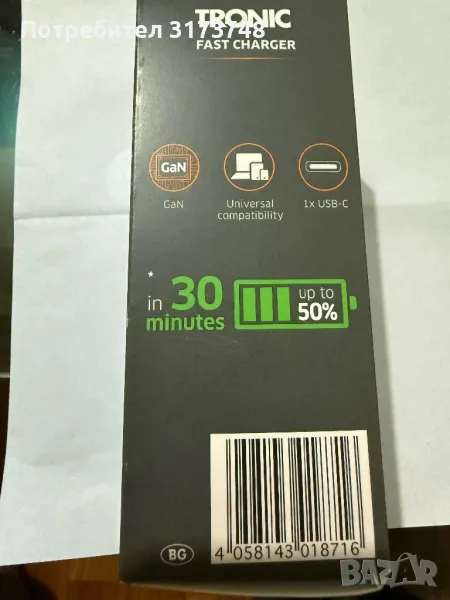 Потребител 3173748
TRONIC
FAST CHARGER
GaN
GaN
Universal
compatibility
1x USB-C
*
in 30
minutes
up to
50%
BG
4 058143 018716
BAZAR